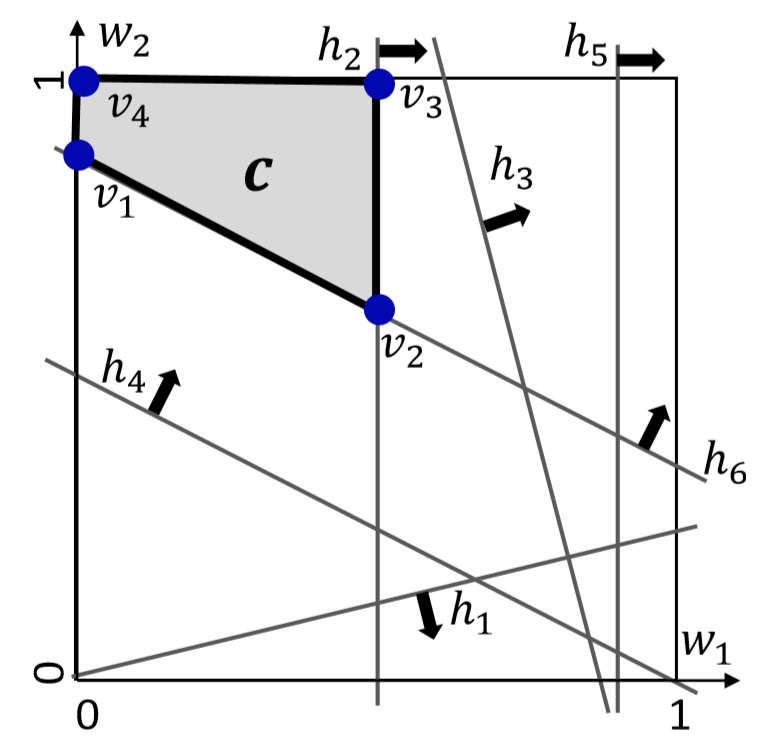 w₂
h₂
h₅
1
v₄
v₃
h₃
C
v₁
v₂
h₄
h₆
h₁
w₁
0
0
1